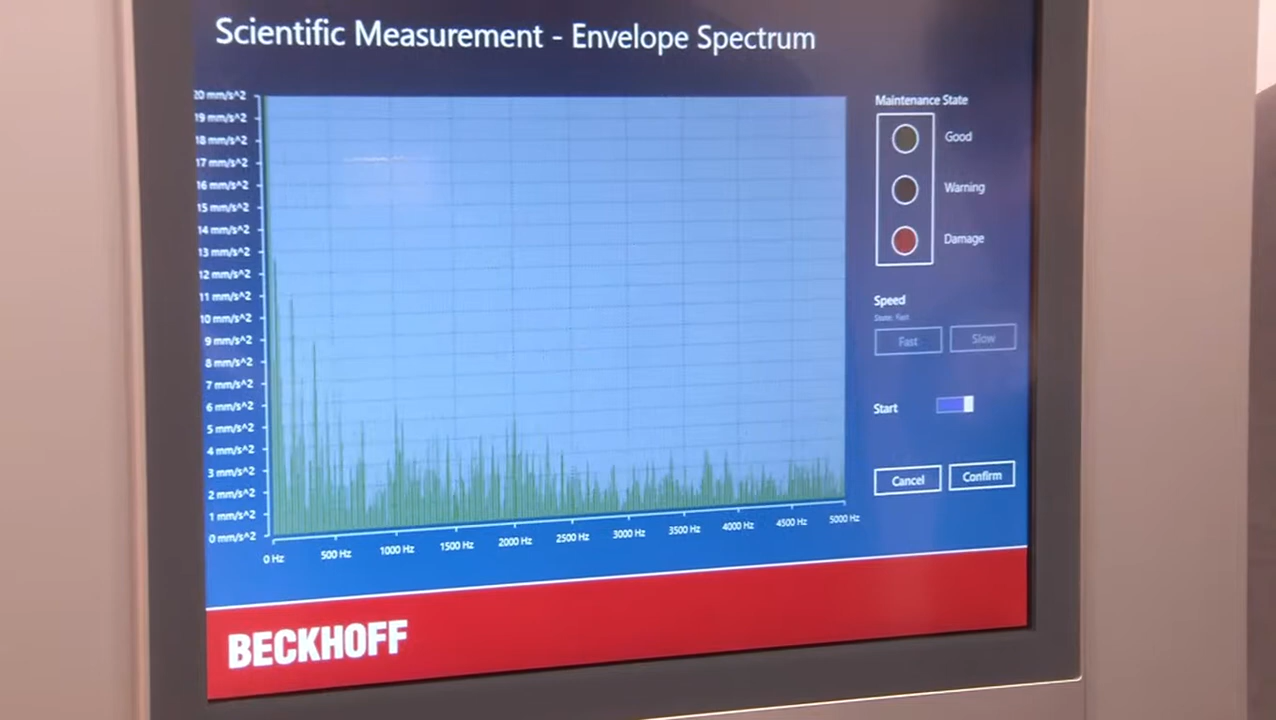 Scientific Measurement - Envelope Spectrum
20 mm/s^2
19 mm/s^2
18 mm/s^2
17 mm/s^2
16 mm/s^2
15 mm/s^2
14 mm/s^2
13 mm/s^2
12 mm/s^2
11 mm/s^2
10 mm/s^2
9 mm/s^2
8 mm/s^2
7 mm/s^2
6 mm/s^2
5 mm/s^2
4 mm/s^2
3 mm/s^2
2 mm/s^2
1 mm/s^2
0 mm/s^2
0 Hz 500 Hz 1000 Hz 1500 Hz 2000 Hz 2500 Hz 3000 Hz 3500 Hz 4000 Hz 4500 Hz 5000 Hz
Maintenance State
Good
Warning
Damage
Speed
State: Fast
Fast Slow
Start
Cancel Confirm
BECKHOFF